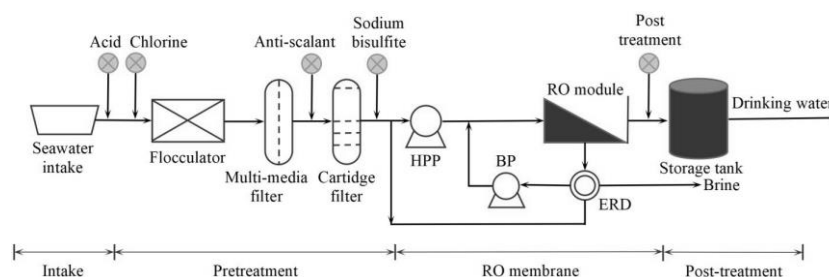 Acid Chlorine
Anti-scalant
Sodium
bisulfite
Post
treatment
RO module
Drinking water
Seawater
intake
Flocculator
Multi-media
filter
Cartidge
filter
HPP
BP
ERD
Storage tank
Brine
Intake
Pretreatment
RO membrane
Post-treatment